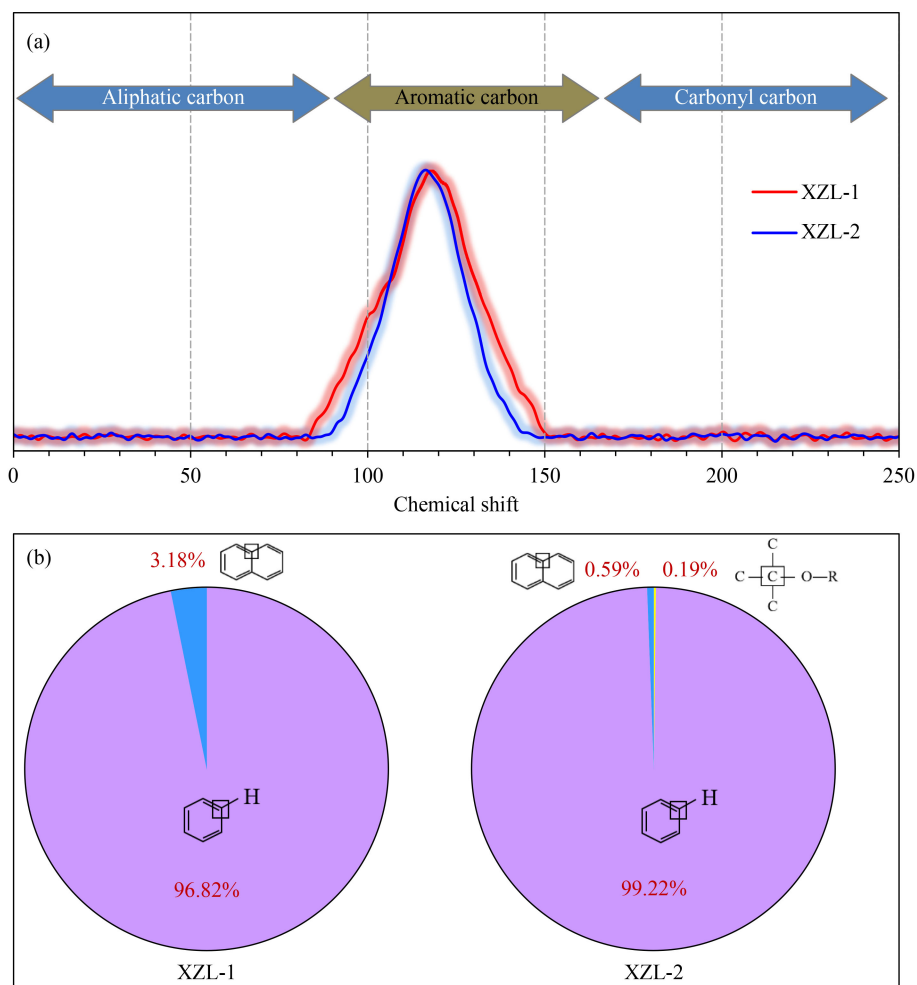 (a)
Aliphatic carbon
Aromatic carbon
Carbonyl carbon
XZL-1
XZL-2
0
50
100
150
200
250
Chemical shift
(b)
3.18%
H
96.82%
XZL-1
0.59%
0.19%
C
C C O R
C
H
99.22%
XZL-2